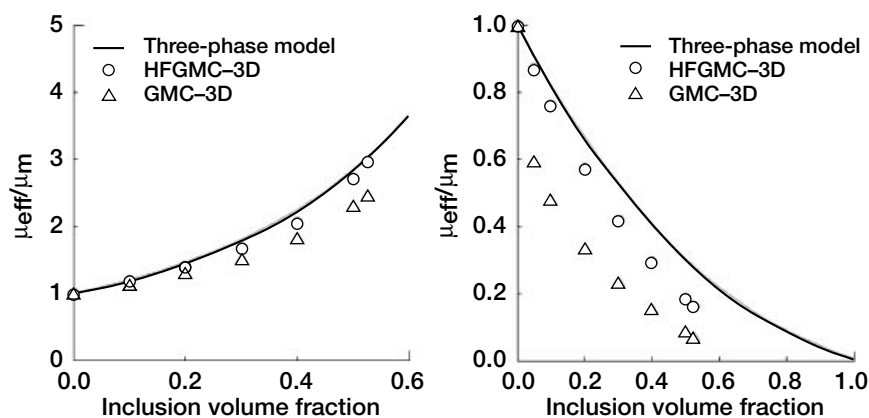 5
4
3
2
1
0
0.0
0.2
0.4
0.6
μeff/μm
Inclusion volume fraction
Three–phase model
HFGMC–3D
GMC–3D
1.0
0.8
0.6
0.4
0.2
0.0
0.0
0.2
0.4
0.6
0.8
1.0
μeff/μm
Inclusion volume fraction
Three–phase model
HFGMC–3D
GMC–3D